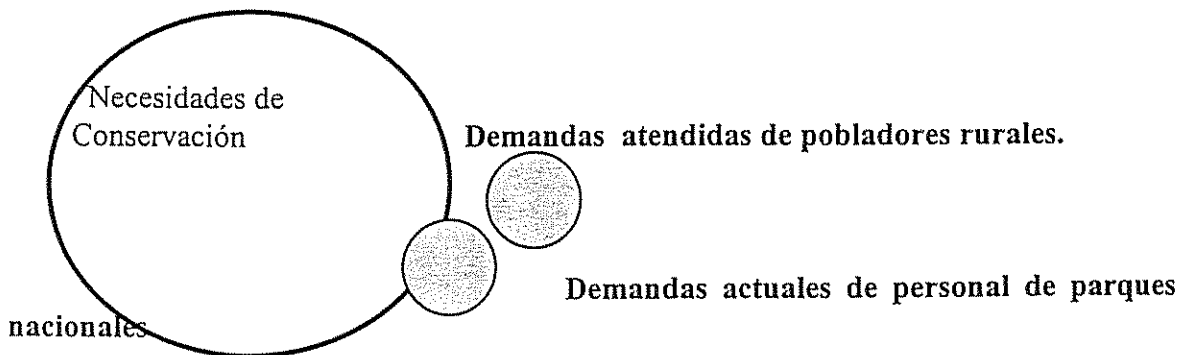 Necesidades de
Conservación
Demandas atendidas de pobladores rurales.
Demandas actuales de personal de parques
nacionales